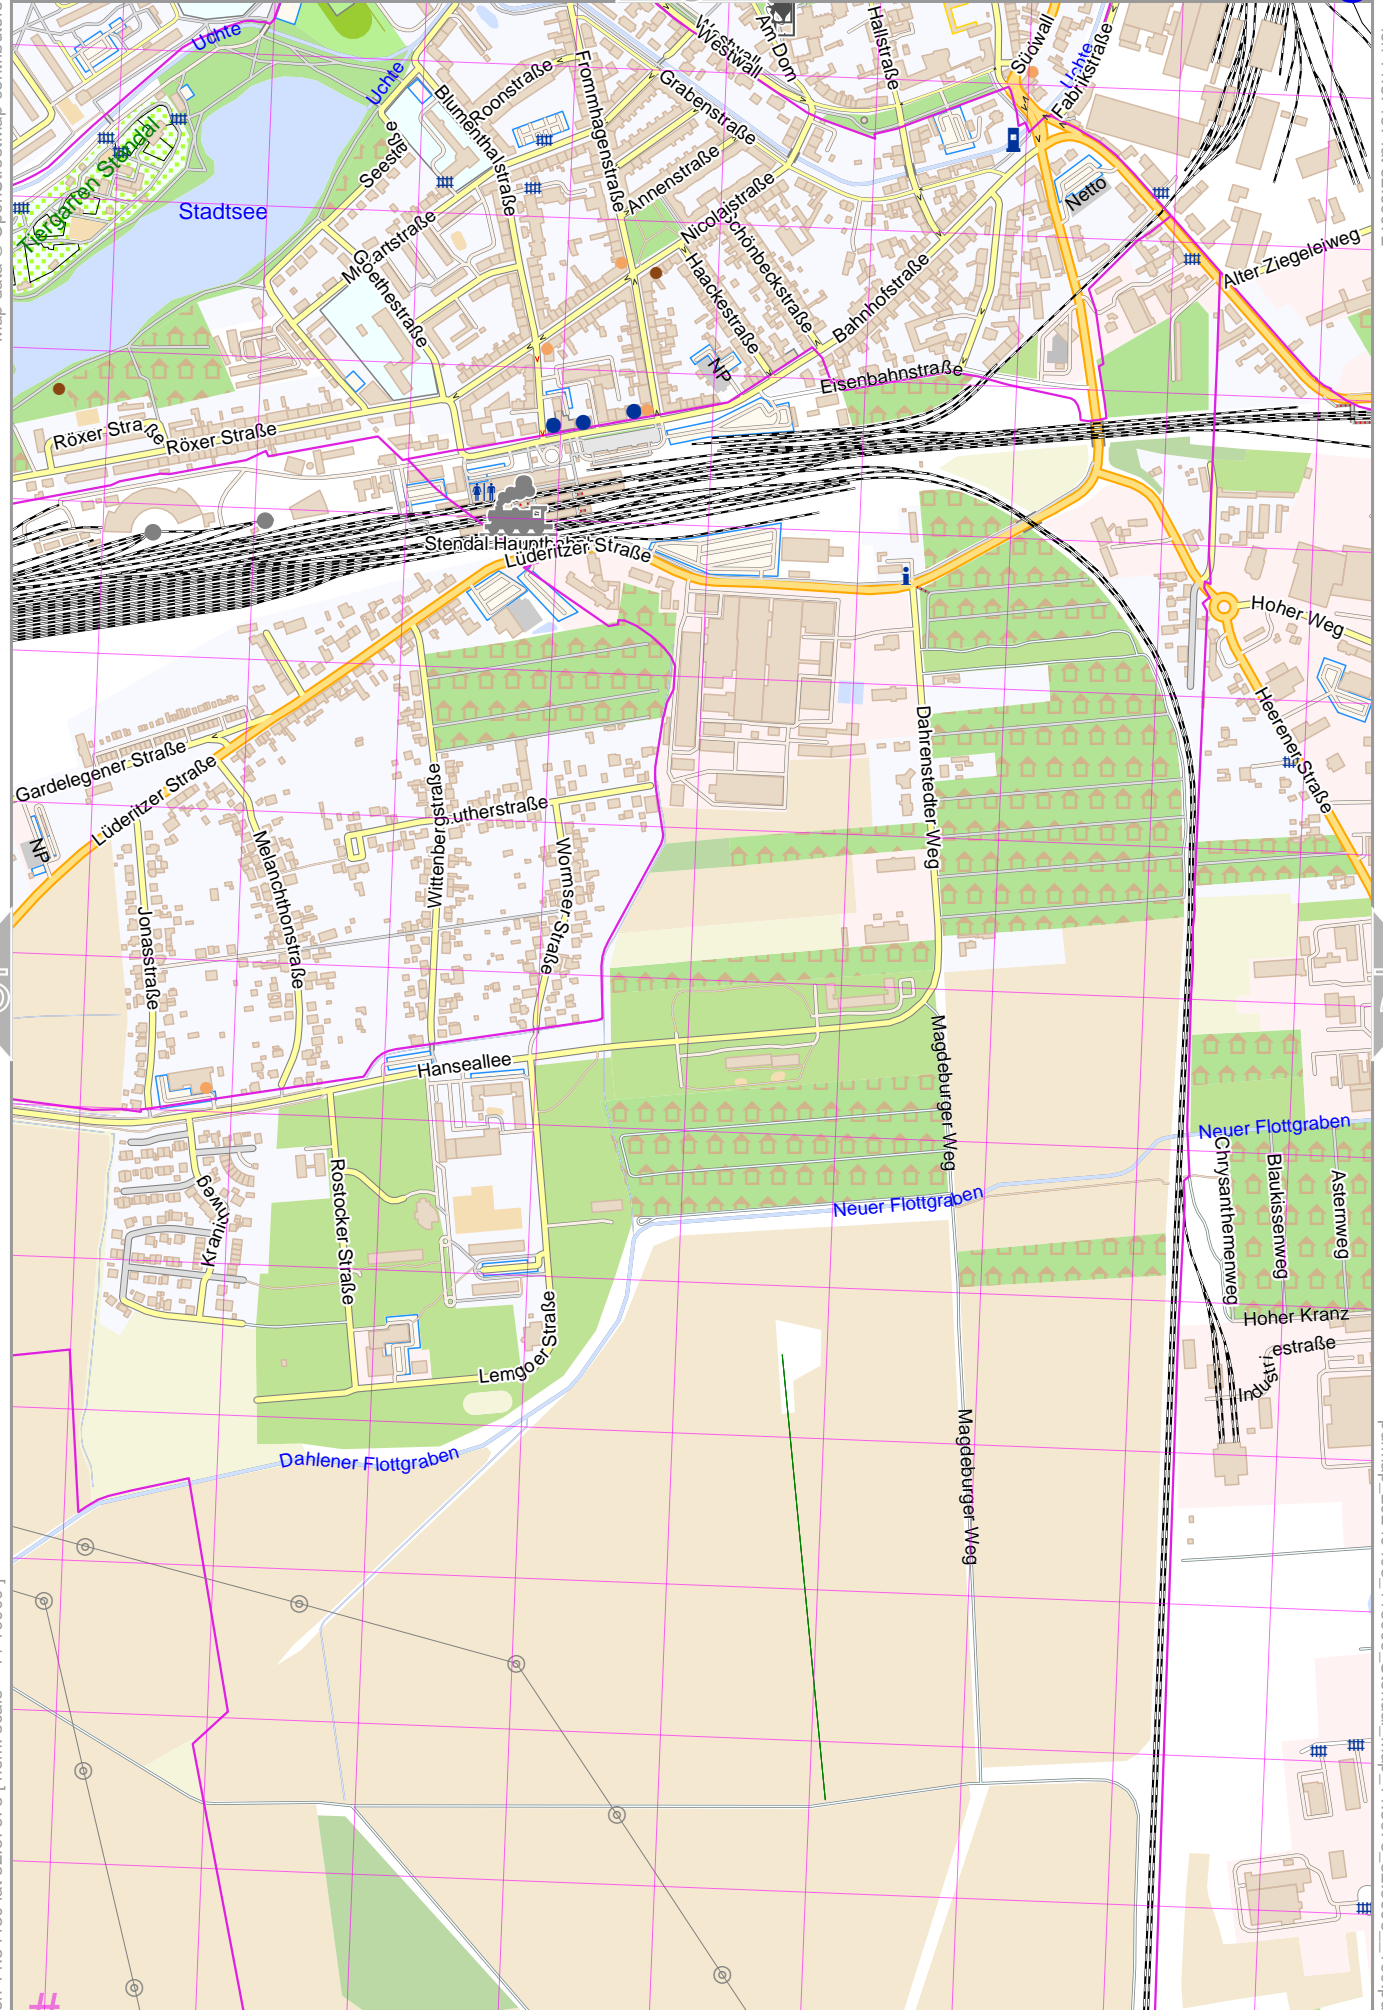 Uchte
Uchte
Uchte
Südwall
Fabrikstraße
Westwall
Westwall
Am Dom
Hallstraße
Grabenstraße
Roonstraße
Frommhagenstraße
Blumenthalstraße
Seestraße
Tiergarten Stendal
Stadtsee
Annenstraße
Nicolaistraße
Schönbeckstraße
Haackestraße
Mozartstraße
Goethestraße
Netto
Alter Ziegeleiweg
Bahnhofstraße
Eisenbahnstraße
NP
Röxer Straße
Röxer Straße
Stendal Hauptbahnhof
Lüderitzer Straße
Hoher Weg
Heerener Straße
Dahrenstedter Weg
Gardelegener Straße
Lüderitzer Straße
NP
Wittenbergstraße
utherstraße
Wormser Straße
Melanchthonstraße
Jonasstraße
Hanseallee
Magdeburger Weg
Neuer Flottgraben
Neuer Flottgraben
Chrysanthemenweg
Blaukissenweg
Asternweg
Kranichweg
Rostocker Straße
Lemgoer Straße
Hoher Kranz
Industriestraße
Dahlener Flottgraben
Magdeburger Weg
#